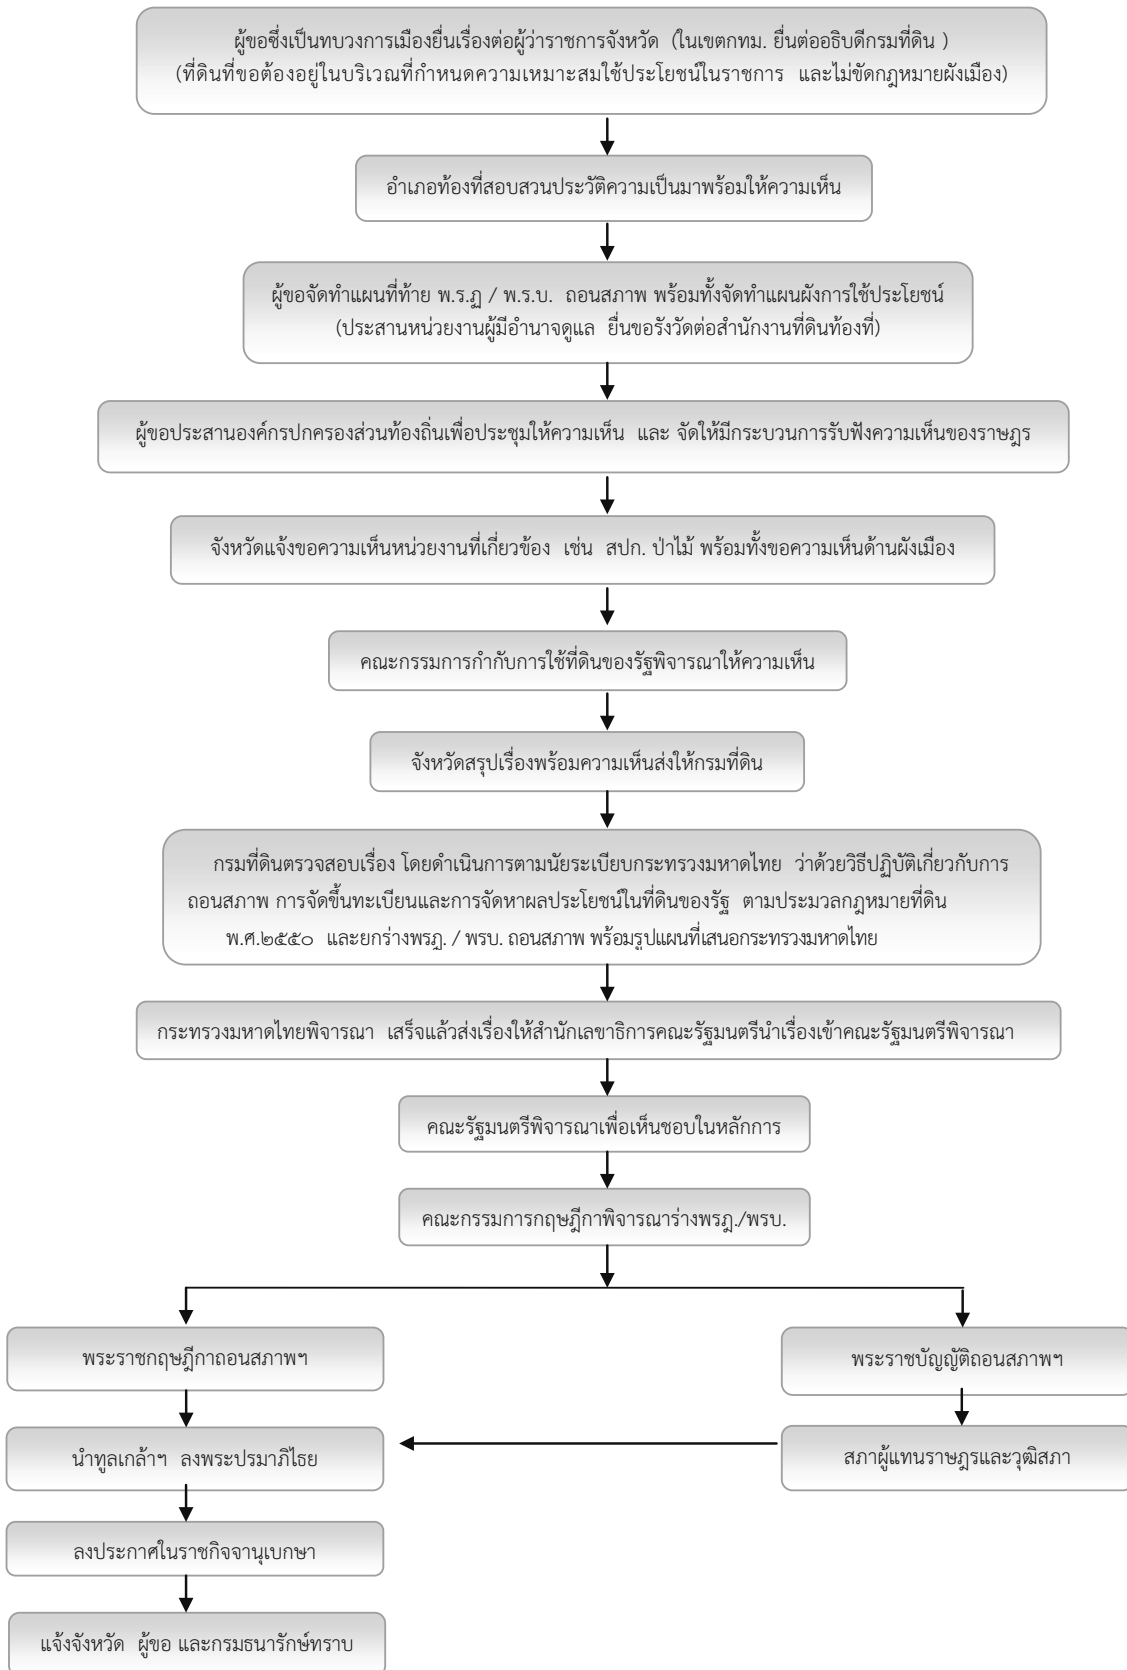 ผู้ขอซึ่งเป็นทบวงการเมืองยื่นเรื่องต่อผู้ว่าราชการจังหวัด (ในเขตกทม. ยื่นต่ออธิบดีกรมที่ดิน )
(ที่ดินที่ขอต้องอยู่ในบริเวณที่กำหนดความเหมาะสมใช้ประโยชน์ในราชการ และไม่ขัดกฎหมายผังเมือง)
อำเภอท้องที่สอบสวนประวัติความเป็นมาพร้อมให้ความเห็น
ผู้ขอจัดทำแผนที่ท้าย พ.ร.ฎ / พ.ร.บ. ถอนสภาพ พร้อมทั้งจัดทำแผนผังการใช้ประโยชน์
(ประสานหน่วยงานผู้มีอำนาจดูแล ยื่นขอรังวัดต่อสำนักงานที่ดินท้องที่)
ผู้ขอประสานองค์กรปกครองส่วนท้องถิ่นเพื่อประชุมให้ความเห็น และ จัดให้มีกระบวนการรับฟังความเห็นของราษฎร
จังหวัดแจ้งขอความเห็นหน่วยงานที่เกี่ยวข้อง เช่น สปก. ป่าไม้ พร้อมทั้งขอความเห็นด้านผังเมือง
คณะกรรมการกำกับการใช้ที่ดินของรัฐพิจารณาให้ความเห็น
จังหวัดสรุปเรื่องพร้อมความเห็นส่งให้กรมที่ดิน
กรมที่ดินตรวจสอบเรื่อง โดยดำเนินการตามนัยระเบียบกระทรวงมหาดไทย ว่าด้วยวิธีปฏิบัติเกี่ยวกับการ
ถอนสภาพ การจัดขึ้นทะเบียนและการจัดหาผลประโยชน์ในที่ดินของรัฐ ตามประมวลกฎหมายที่ดิน
พ.ศ.๒๕๕๐ และยกร่างพรฎ. / พรบ. ถอนสภาพ พร้อมรูปแผนที่เสนอกระทรวงมหาดไทย
กระทรวงมหาดไทยพิจารณา เสร็จแล้วส่งเรื่องให้สำนักเลขาธิการคณะรัฐมนตรีนำเรื่องเข้าคณะรัฐมนตรีพิจารณา
คณะรัฐมนตรีพิจารณาเพื่อเห็นชอบในหลักการ
คณะกรรมการกฤษฎีกาพิจารณาร่างพรฎ./พรบ.
พระราชกฤษฎีกาถอนสภาพฯ
พระราชบัญญัติถอนสภาพฯ
นำทูลเกล้าฯ ลงพระปรมาภิไธย
สภาผู้แทนราษฎรและวุฒิสภา
ลงประกาศในราชกิจจานุเบกษา
แจ้งจังหวัด ผู้ขอ และกรมธนารักษ์ทราบ